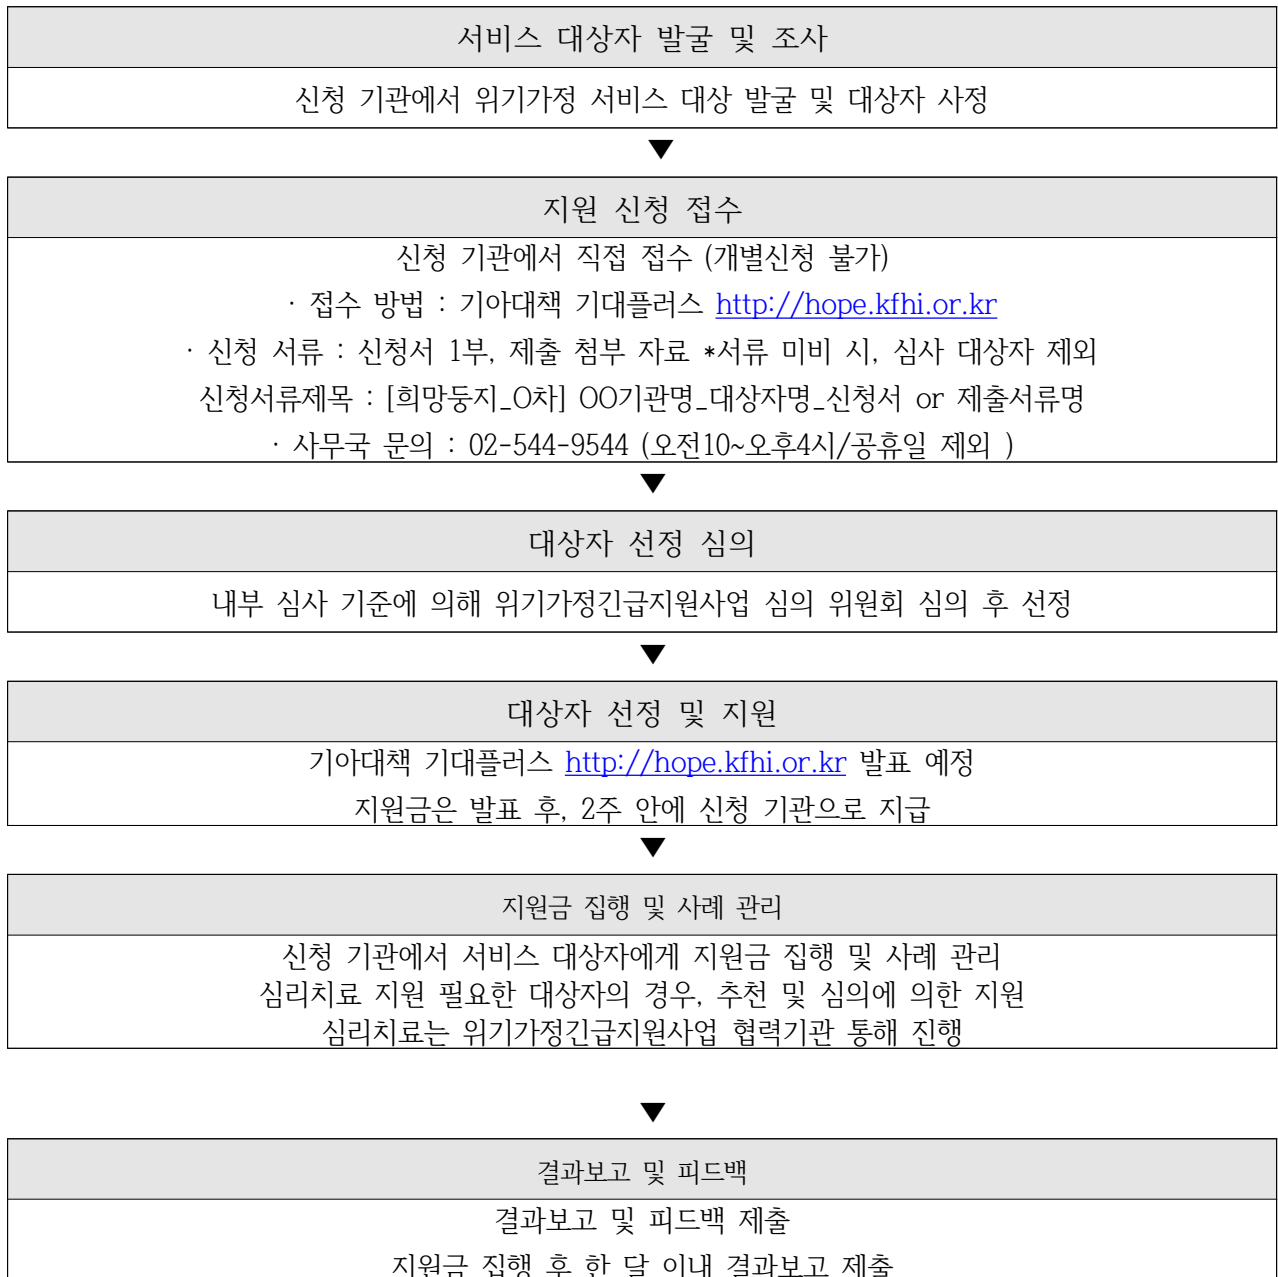 서비스 대상자 발굴 및 조사
신청 기관에서 위기가정 서비스 대상 발굴 및 대상자 사정
▼
지원 신청 접수
신청 기관에서 직접 접수 (개별신청 불가)
· 접수 방법 : 기아대책 기대플러스 http://hope.kfhi.or.kr
· 신청 서류 : 신청서 1부, 제출 첨부 자료 *서류 미비 시, 심사 대상자 제외
신청서류제목 : [희망둥지_O차] OO기관명_대상자명_신청서 or 제출서류명
· 사무국 문의 : 02-544-9544 (오전10~오후4시/공휴일 제외 )
▼
대상자 선정 심의
내부 심사 기준에 의해 위기가정긴급지원사업 심의 위원회 심의 후 선정
▼
대상자 선정 및 지원
기아대책 기대플러스 http://hope.kfhi.or.kr 발표 예정
지원금은 발표 후, 2주 안에 신청 기관으로 지급
▼
지원금 집행 및 사례 관리
신청 기관에서 서비스 대상자에게 지원금 집행 및 사례 관리
심리치료 지원 필요한 대상자의 경우, 추천 및 심의에 의한 지원
심리치료는 위기가정긴급지원사업 협력기관 통해 진행
▼
결과보고 및 피드백
결과보고 및 피드백 제출
지원금 집행 후 한 달 이내 결과보고 제출